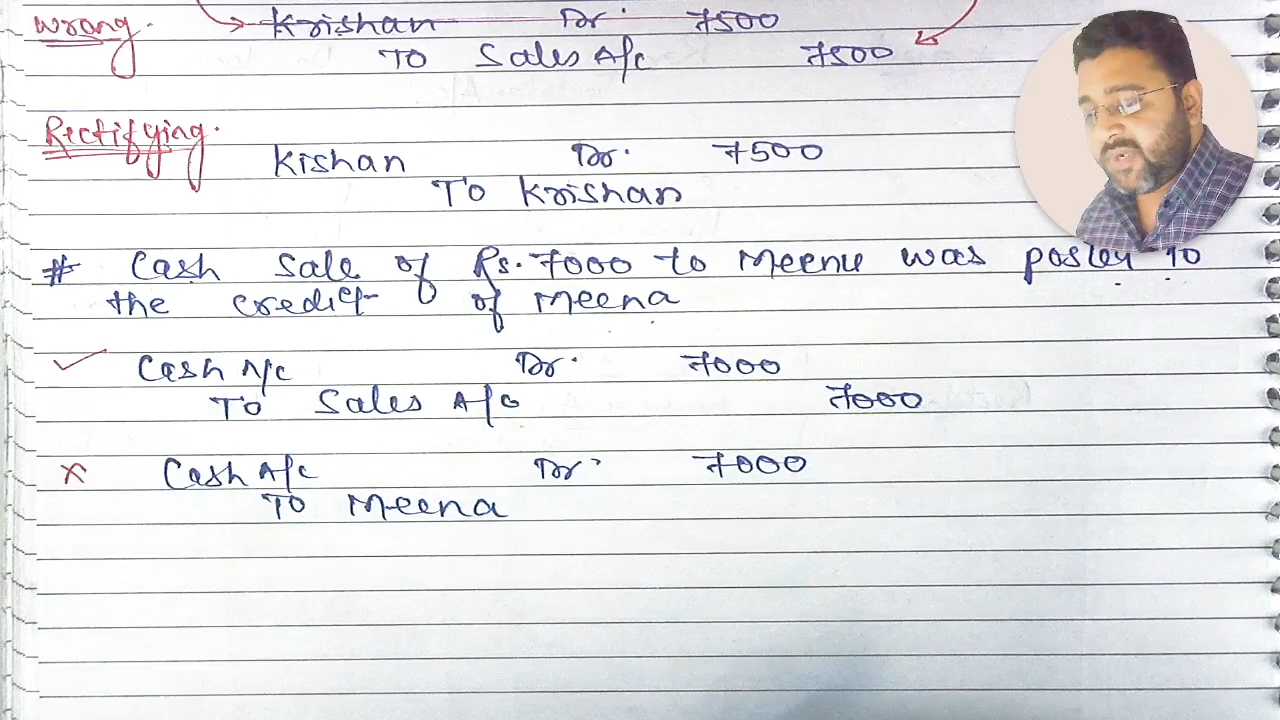 Wrong. Krishan Dr. 7500
TO Sales A/c 7500
Rectifying.
Kishan Dr. 7500
TO Krishan
# Cash Sale of Rs. 7000 to Meenu was posted to
the credit of Meena
✓ Cash A/c Dr. 7000
TO Sales A/c 7000
× Cash A/c Dr. 7000
TO Meena